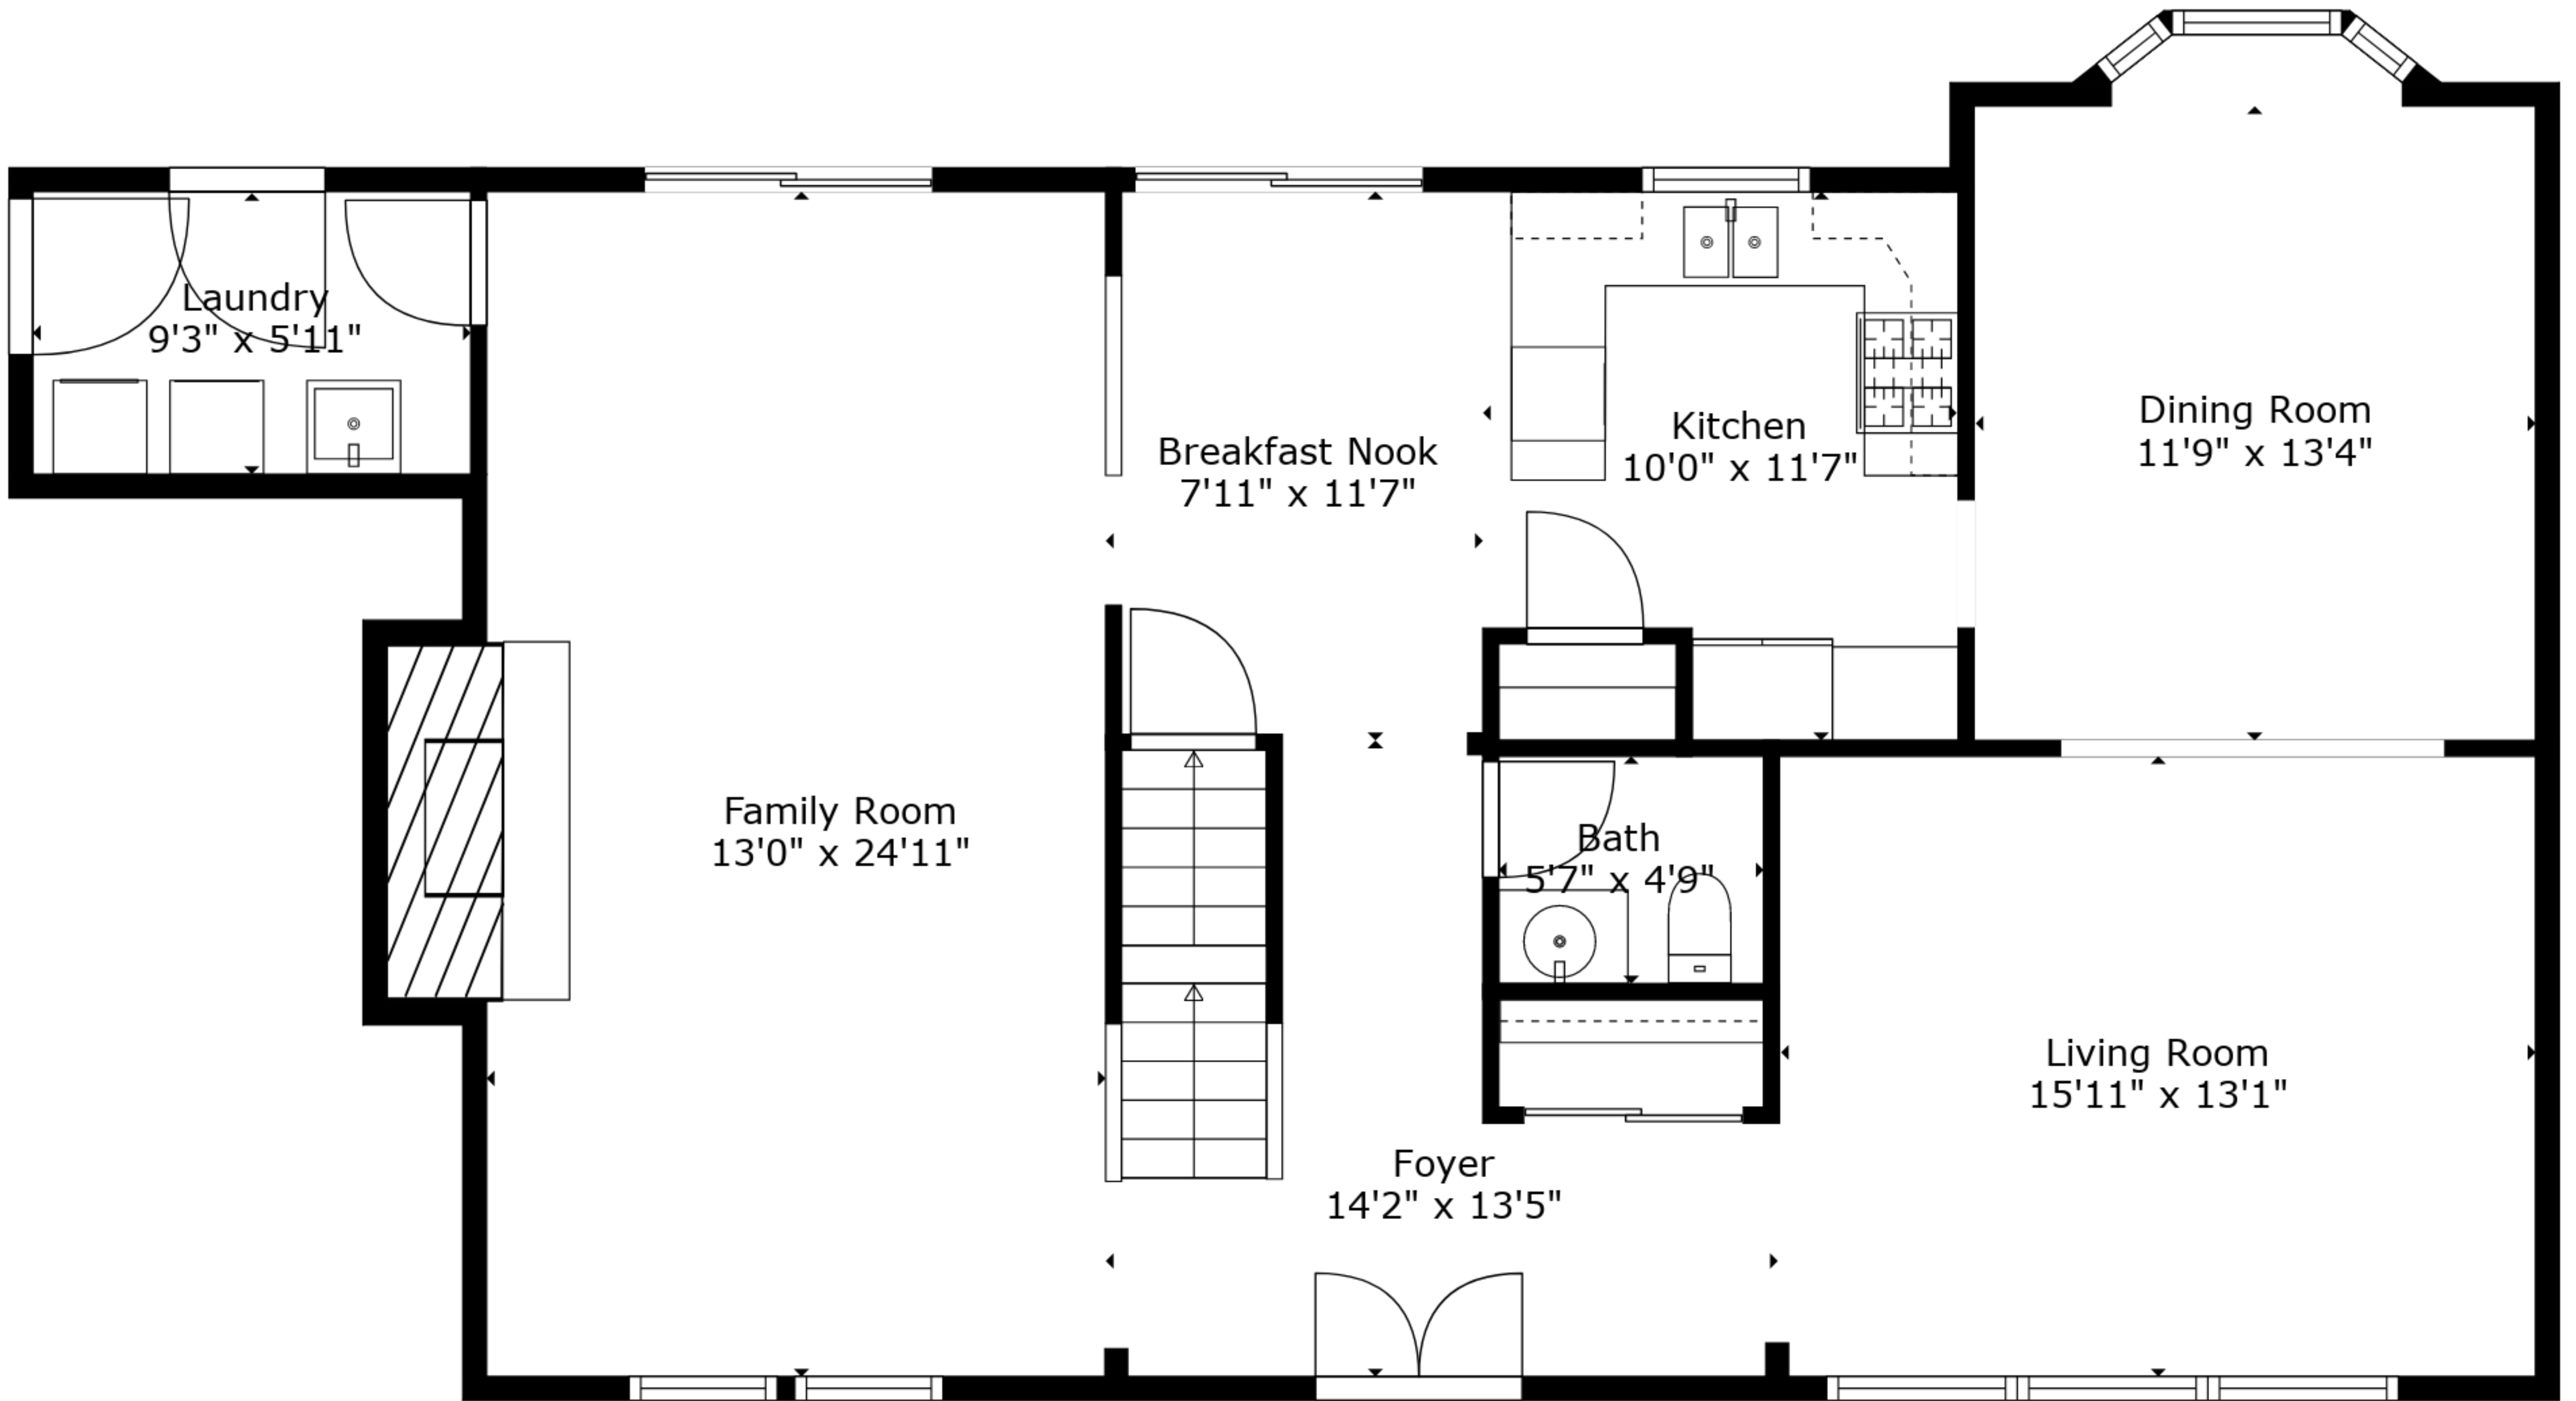 Laundry
9'3" x 5'11"
Breakfast Nook
7'11" x 11'7"
Kitchen
10'0" x 11'7"
Dining Room
11'9" x 13'4"
Family Room
13'0" x 24'11"
Bath
5'7" x 4'9"
Living Room
15'11" x 13'1"
Foyer
14'2" x 13'5"